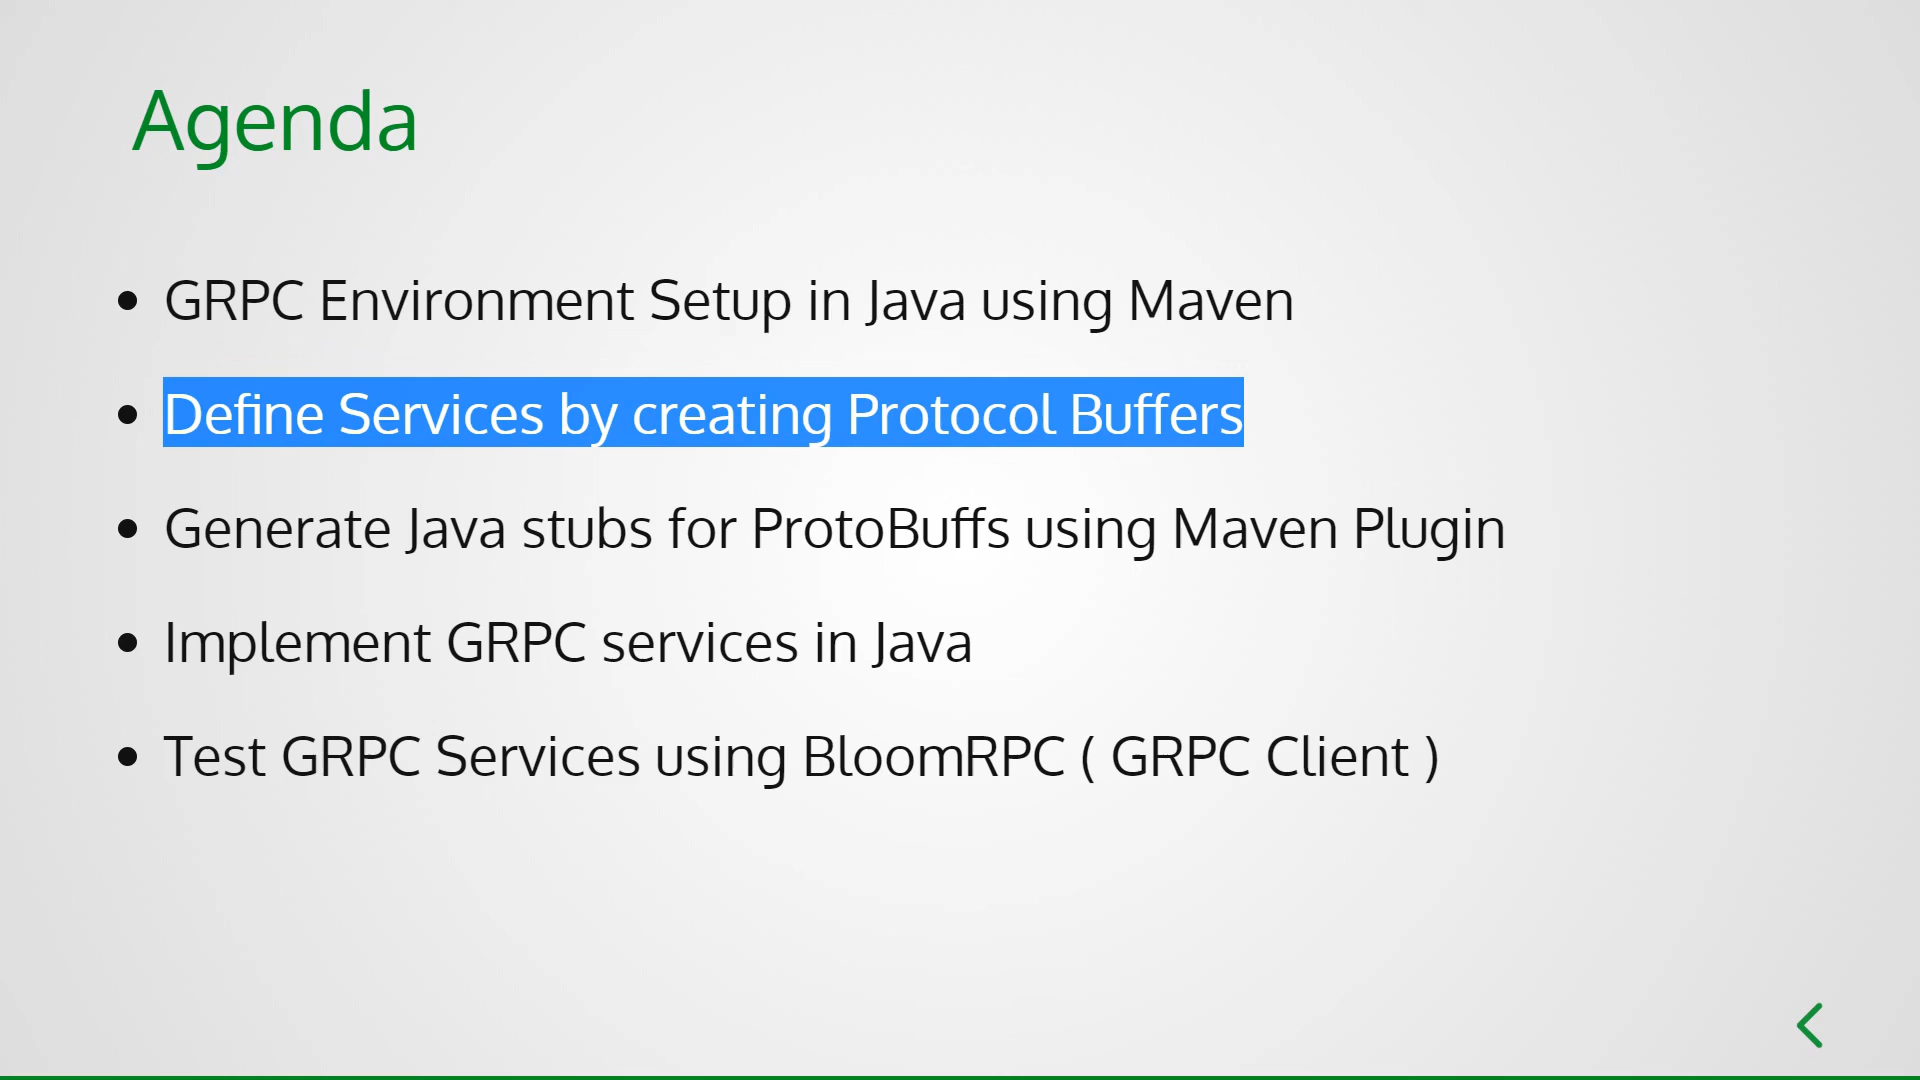 Agenda
• GRPC Environment Setup in Java using Maven
• Define Services by creating Protocol Buffers
• Generate Java stubs for ProtoBuffs using Maven Plugin
• Implement GRPC services in Java
• Test GRPC Services using BloomRPC ( GRPC Client )